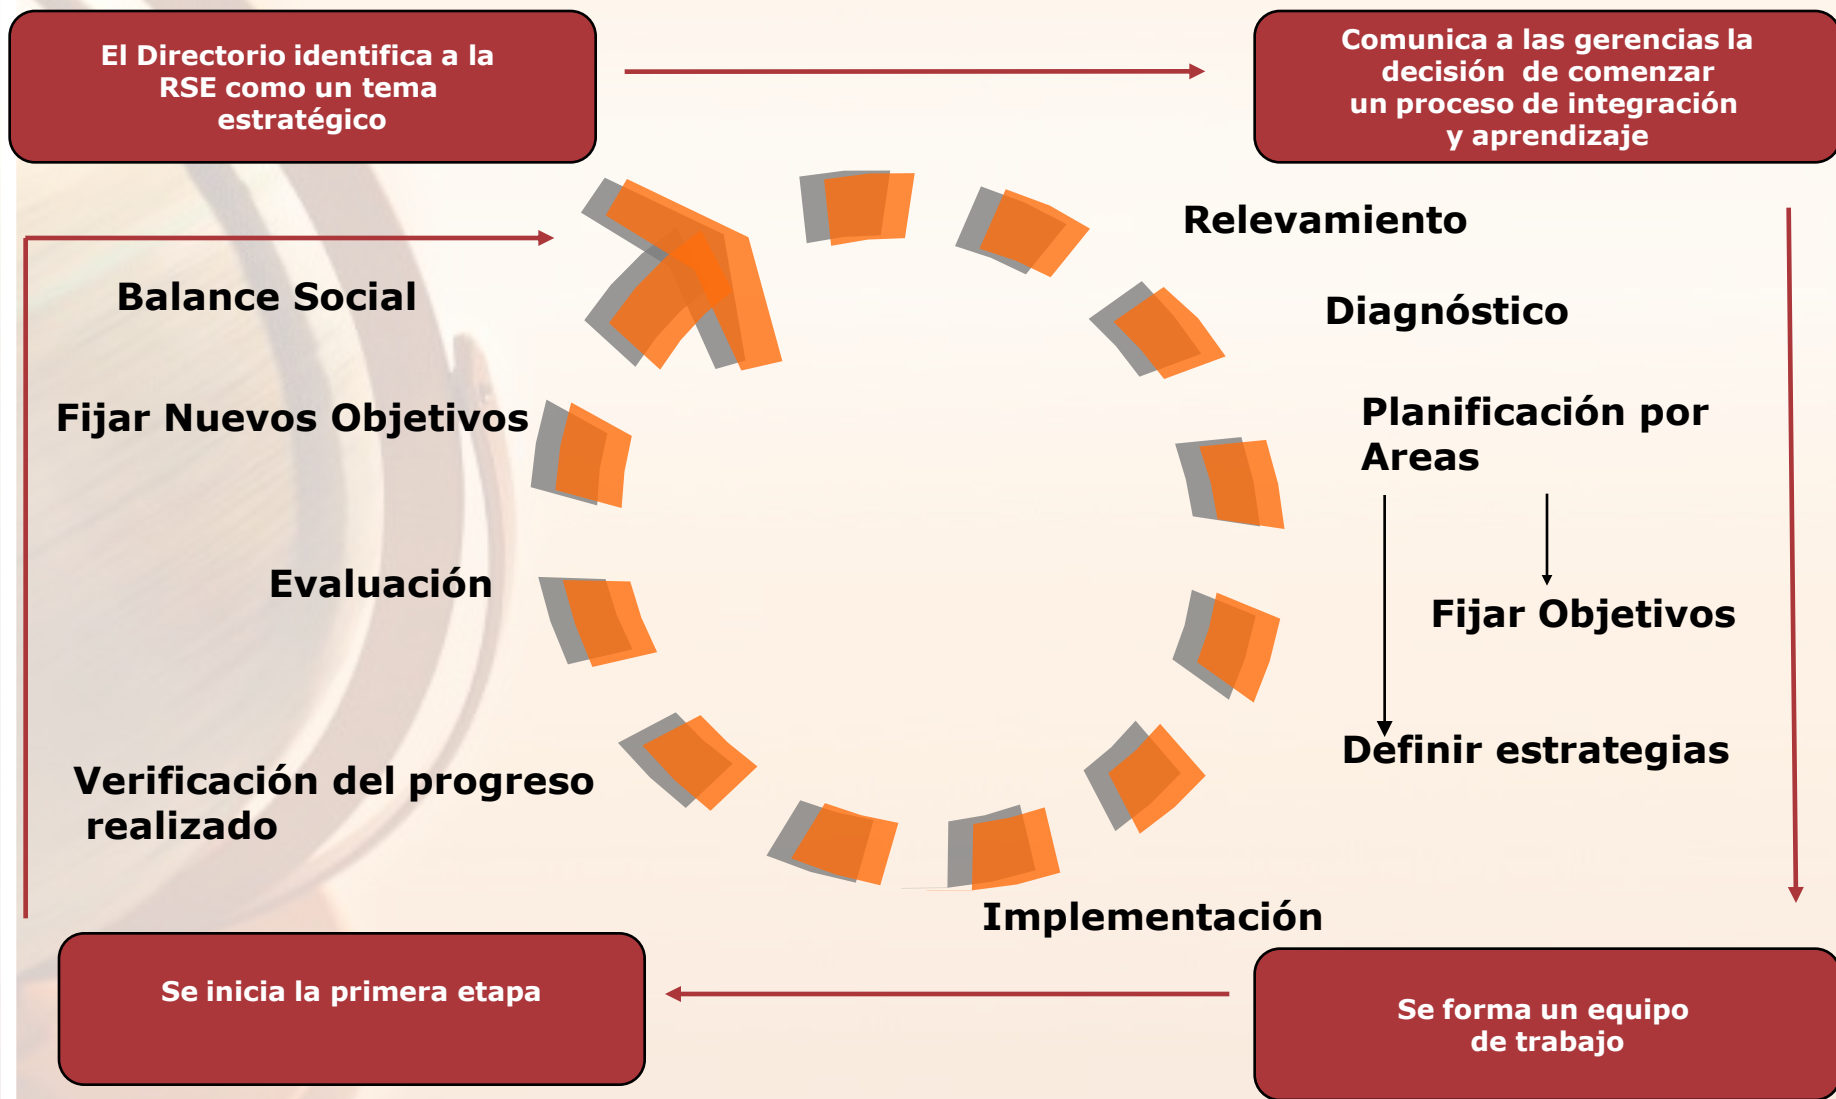 El Directorio identifica a la
RSE como un tema
estratégico
Comunica a las gerencias la
decisión de comenzar
un proceso de integración
y aprendizaje
Relevamiento
Diagnóstico
Planificación por
Areas
Fijar Objetivos
Definir estrategias
Implementación
Verificación del progreso
realizado
Evaluación
Fijar Nuevos Objetivos
Balance Social
Se forma un equipo
de trabajo
Se inicia la primera etapa